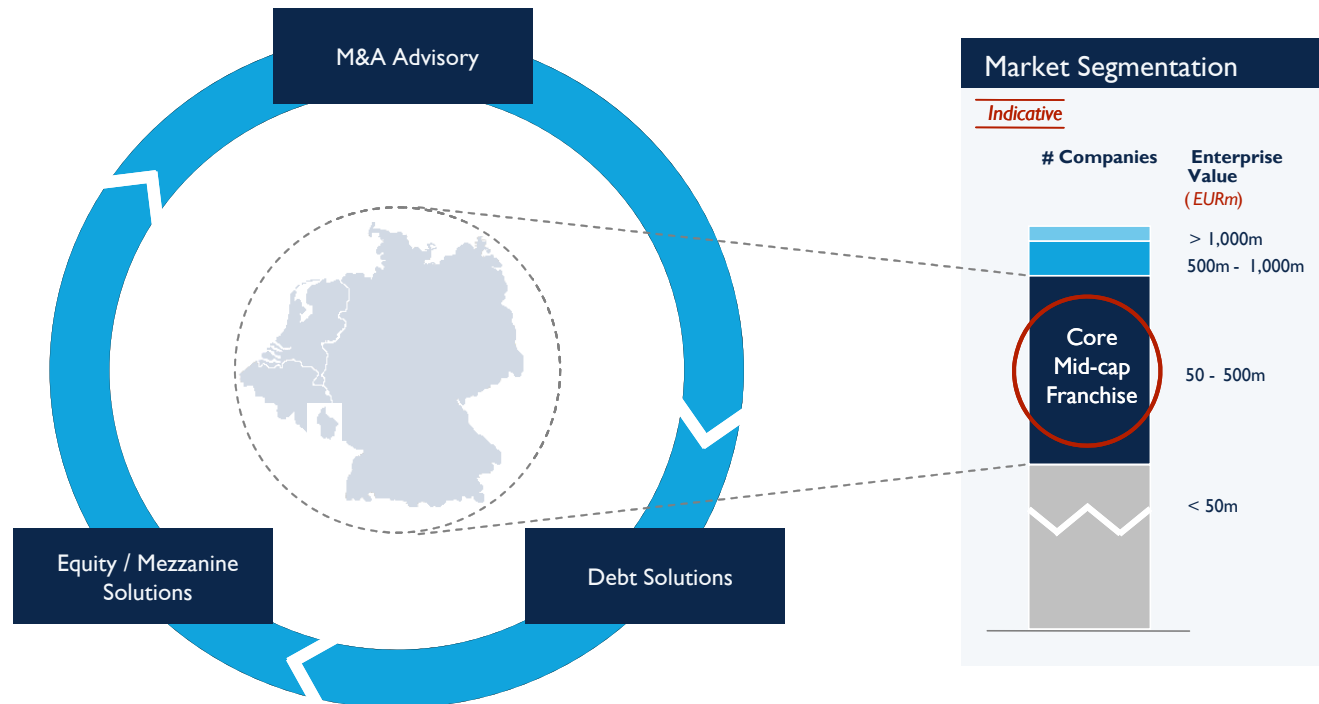 M&A Advisory
Equity / Mezzanine
Solutions
Debt Solutions
Market Segmentation
Indicative
# Companies
Enterprise
Value
(EURm)
> 1,000m
500m - 1,000m
Core
Mid-cap
Franchise
50 - 500m
< 50m